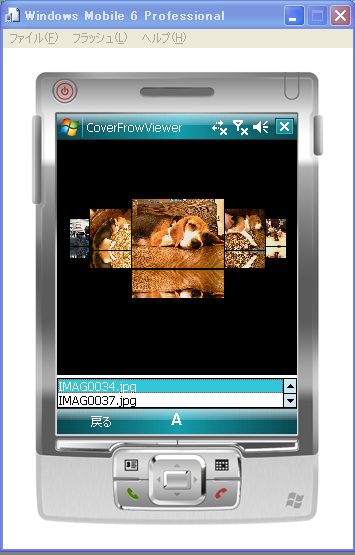 Windows Mobile 6 Professional
ファイル(F) フラッシュ(L) ヘルプ(H)
CoverFrowViewer
IMAG0034.jpg
IMAG0037.jpg
戻る A